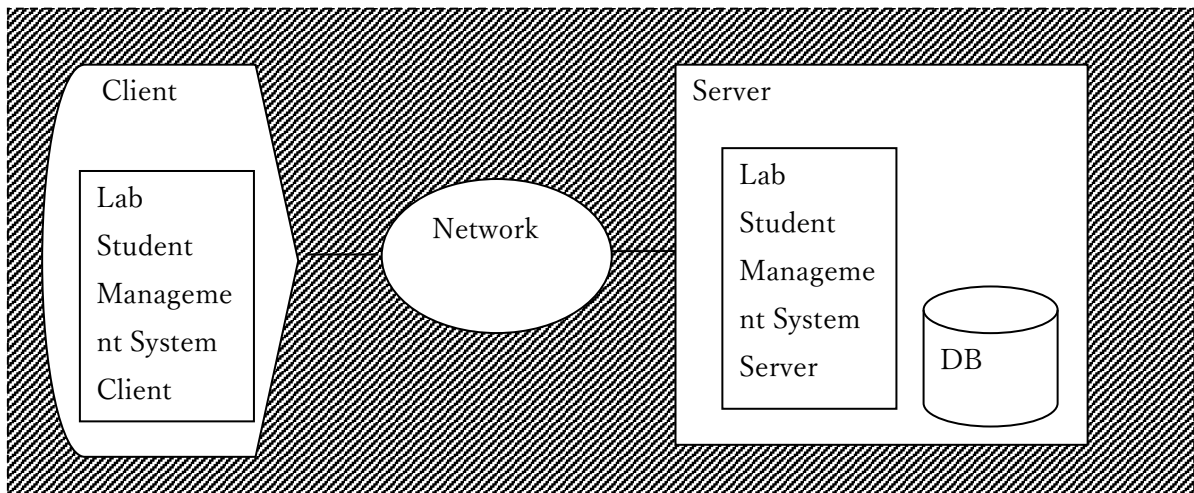 Client
Lab
Student
Manageme
nt System
Client
Network
Server
Lab
Student
Manageme
nt System
Server
DB